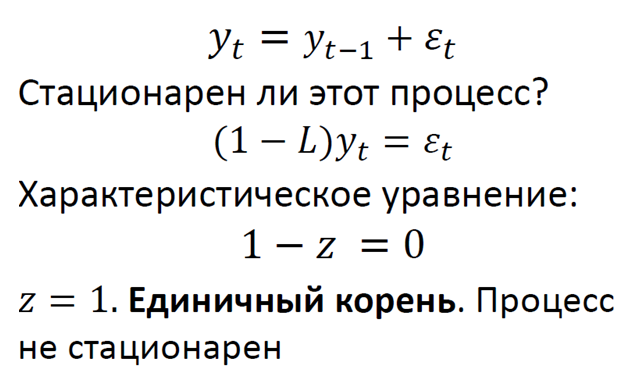 yₜ = yₜ₋₁ + εₜ
Стационарен ли этот процесс?
(1 − L)yₜ = εₜ
Характеристическое уравнение:
1 − z = 0
z = 1. Единичный корень. Процесс
не стационарен